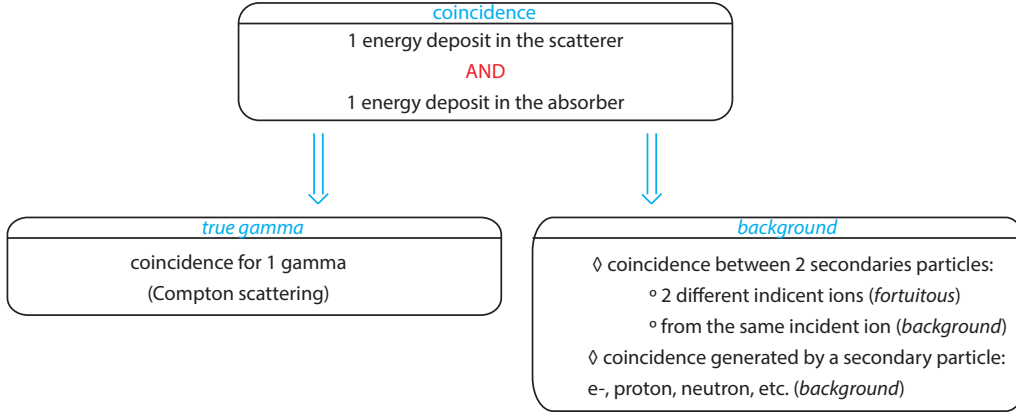 coincidence
1 energy deposit in the scatterer
AND
1 energy deposit in the absorber
true gamma
coincidence for 1 gamma
(Compton scattering)
background
◊ coincidence between 2 secondaries particles:
º 2 different indicent ions (fortuitous)
º from the same incident ion (background)
◊ coincidence generated by a secondary particle:
e-, proton, neutron, etc. (background)